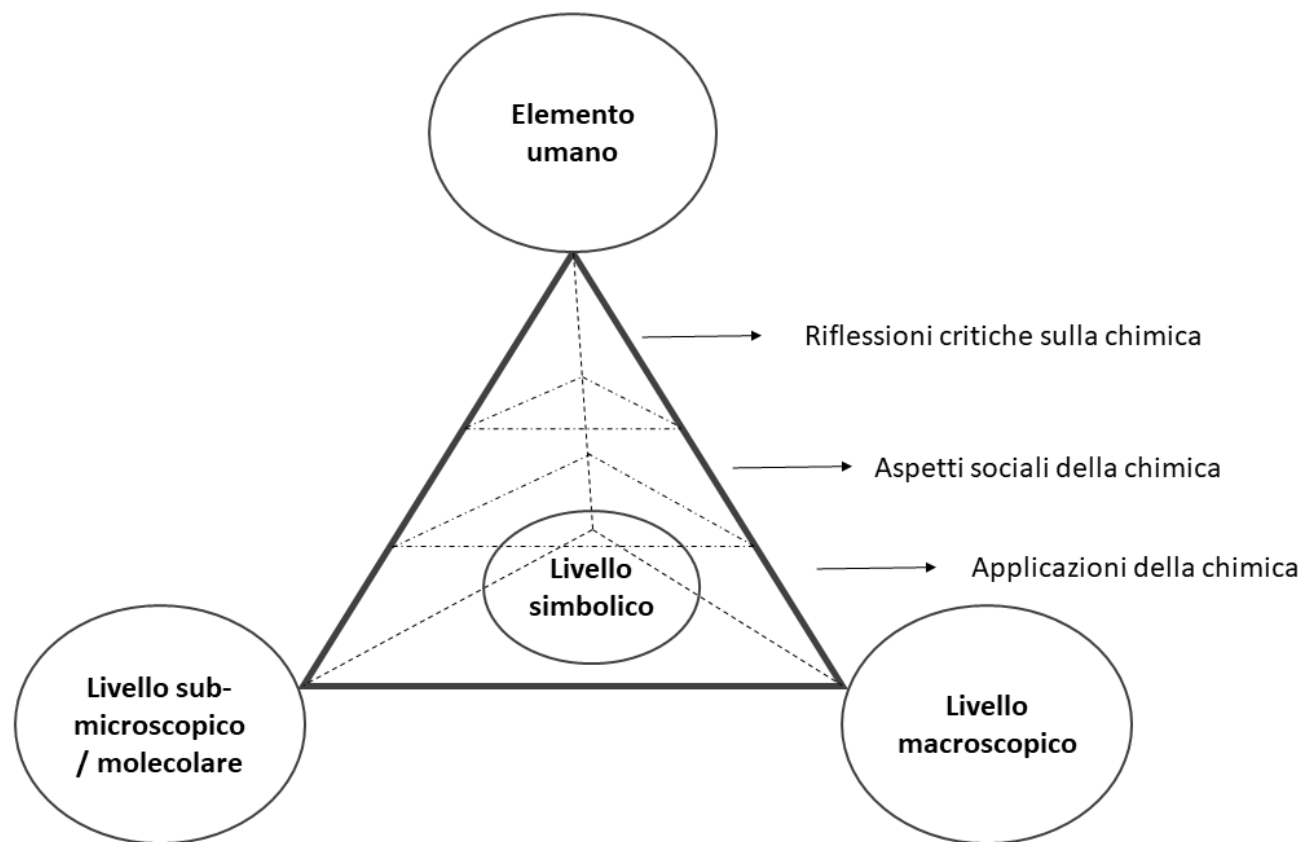 Elemento
umano
Riflessioni critiche sulla chimica
Aspetti sociali della chimica
Applicazioni della chimica
Livello
simbolico
Livello sub-
microscopico
/ molecolare
Livello
macroscopico